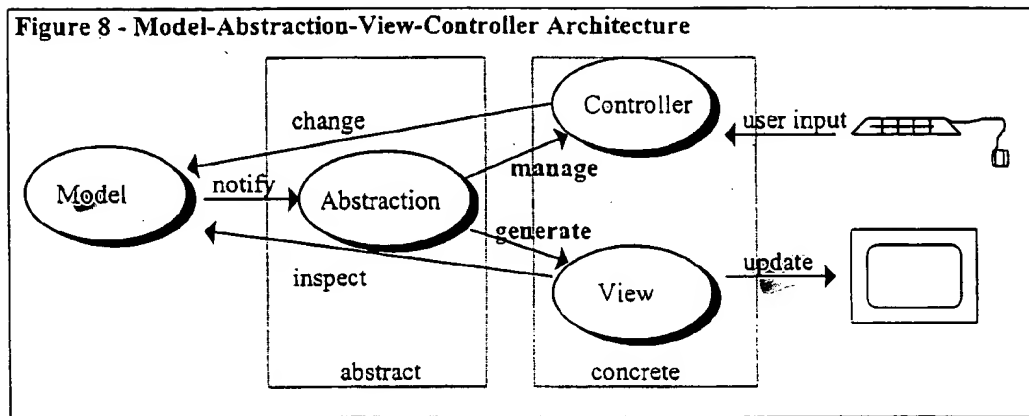 Figure 8 - Model-Abstraction-View-Controller Architecture
Controller
change
user input
manage
Model
notify
Abstraction
generate
inspect
View
update
abstract
concrete